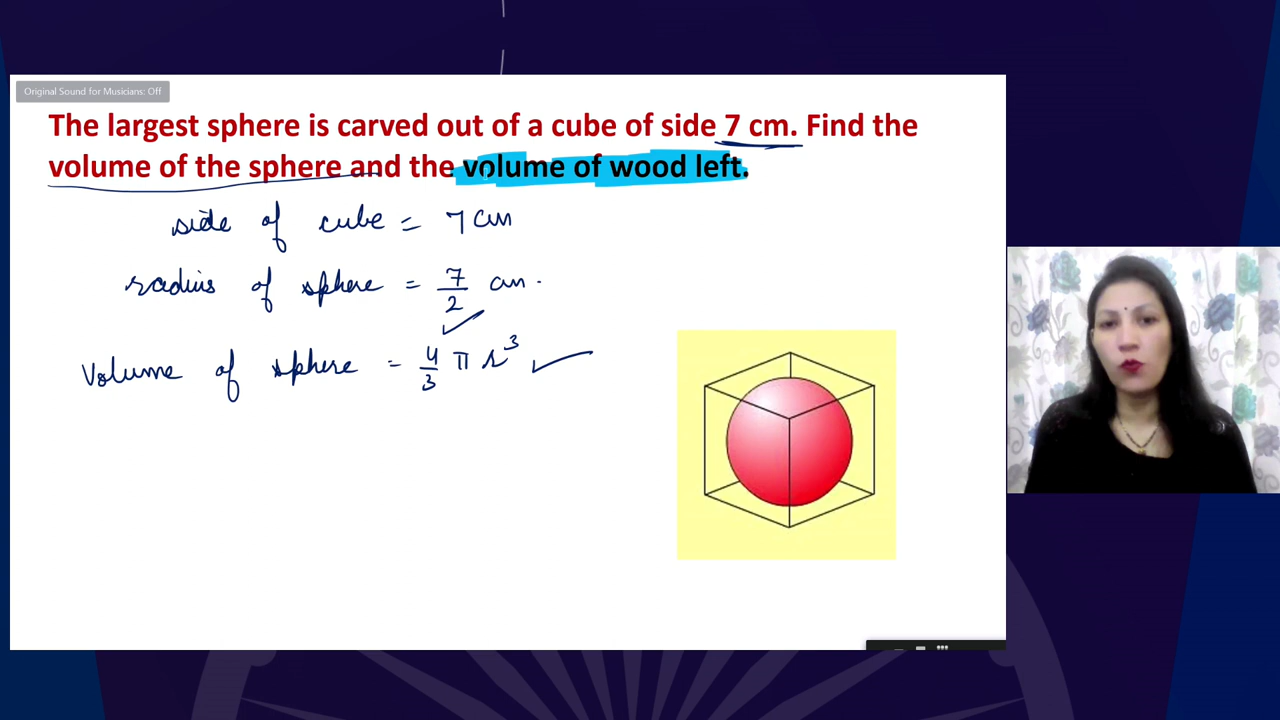 Original Sound for Musicians: Off
The largest sphere is carved out of a cube of side 7 cm. Find the
volume of the sphere and the volume of wood left.
side of cube = 7 cm
radius of sphere = 7/2 cm.
Volume of sphere = 4/3 π r³